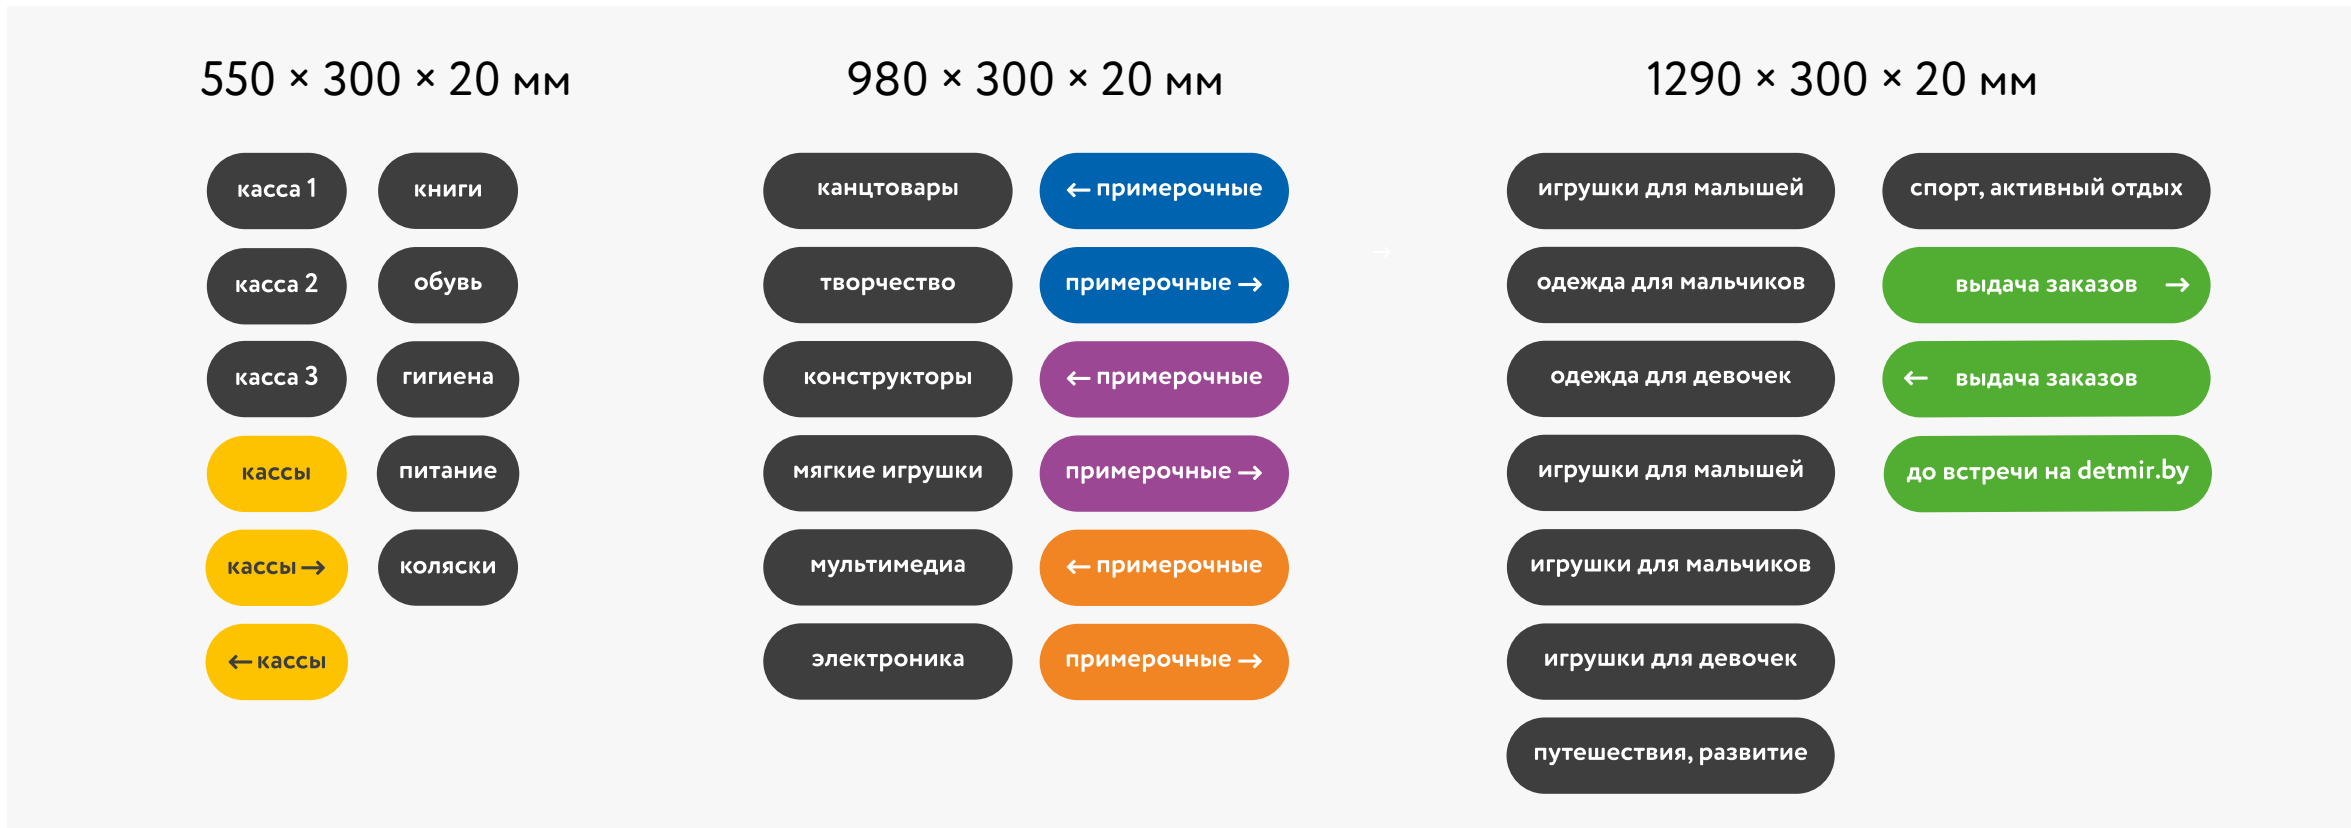 550 × 300 × 20 мм
касса 1
касса 2
касса 3
кассы
кассы →
← кассы
книги
обувь
гигиена
питание
коляски
980 × 300 × 20 мм
канцтовары
творчество
конструкторы
мягкие игрушки
мультимедиа
электроника
← примерочные
примерочные →
← примерочные
примерочные →
← примерочные
примерочные →
→
1290 × 300 × 20 мм
игрушки для малышей
одежда для мальчиков
одежда для девочек
игрушки для малышей
игрушки для мальчиков
игрушки для девочек
путешествия, развитие
спорт, активный отдых
выдача заказов →
← выдача заказов
до встречи на detmir.by